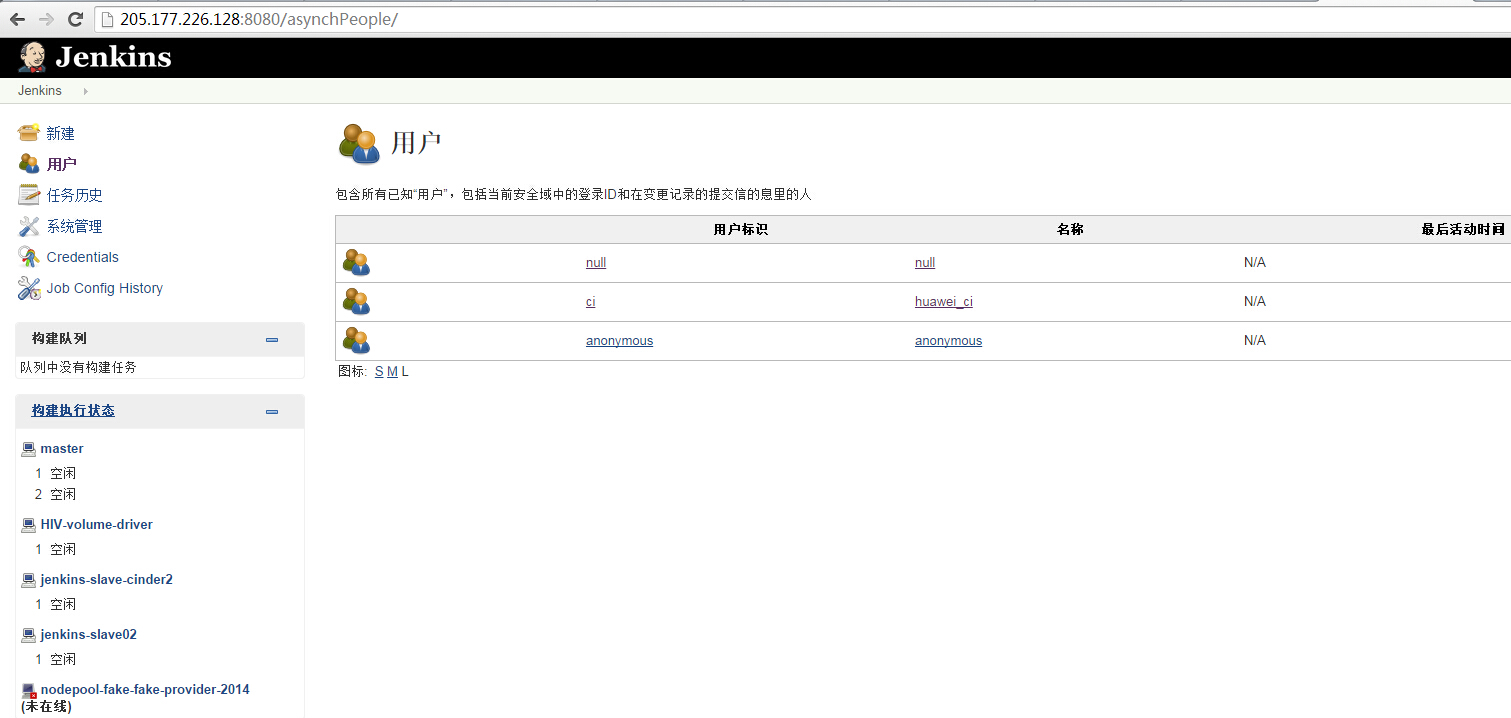 205.177.226.128:8080/asynchPeople/
Jenkins
Jenkins
新建
用户
任务历史
系统管理
Credentials
Job Config History
构建队列
队列中没有构建任务
构建执行状态
master
1 空闲
2 空闲
HIV-volume-driver
1 空闲
jenkins-slave-cinder2
1 空闲
jenkins-slave02
1 空闲
nodepool-fake-fake-provider-2014
(未在线)
用户
包含所有已知“用户”，包括当前安全域中的登录ID和在变更记录的提交信的息里的人
用户标识 名称 最后活动时间
null null N/A
ci huawei_ci N/A
anonymous anonymous N/A
图标: S M L